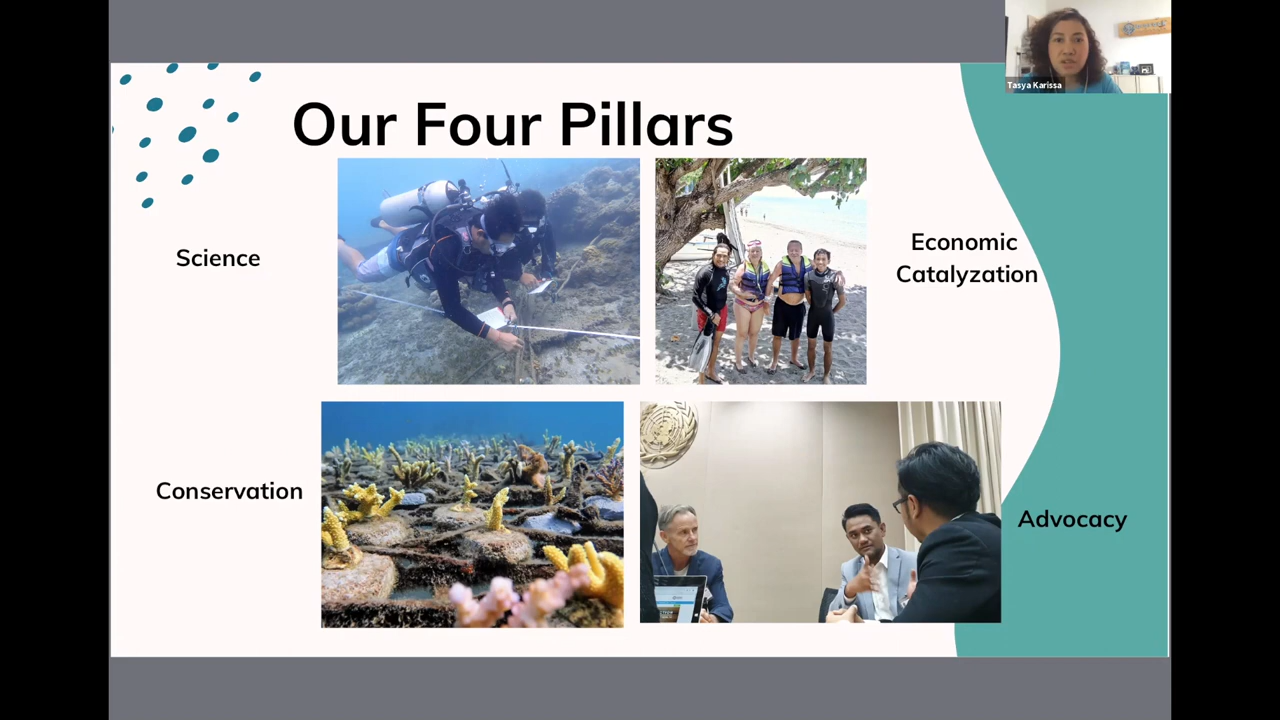 Tasya Karissa
Our Four Pillars
Science
Economic
Catalyzation
Conservation
Advocacy